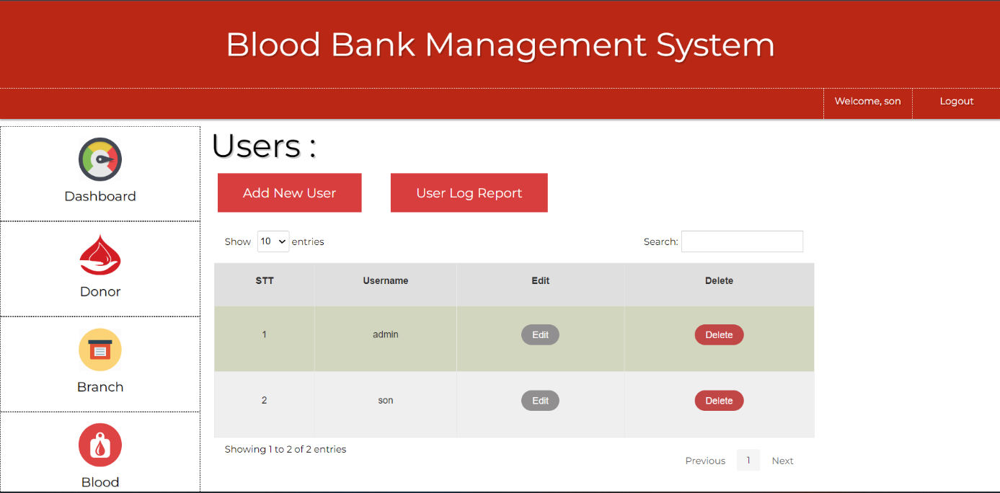 Blood Bank Management System
Welcome, son
Logout
Dashboard
Donor
Branch
Blood
Users :
Add New User
User Log Report
Show 10 entries
Search:
STT Username Edit Delete
1 admin Edit Delete
2 son Edit Delete
Showing 1 to 2 of 2 entries
Previous 1 Next